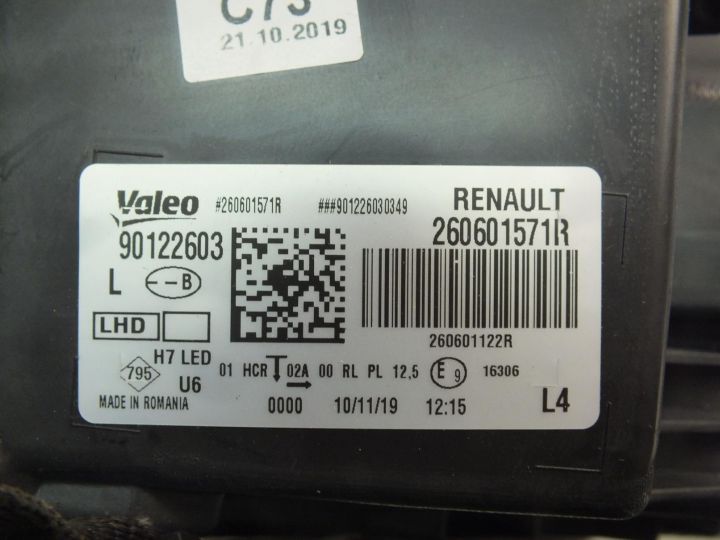 C73
21.10.2019
Valeo #260601571R ###901226030349 RENAULT
90122603 260601571R
L --B
LHD
260601122R
795 H7 LED 01 HCR 02A 00 RL PL 12,5 E9 16306
U6
MADE IN ROMANIA 0000 10/11/19 12:15 L4